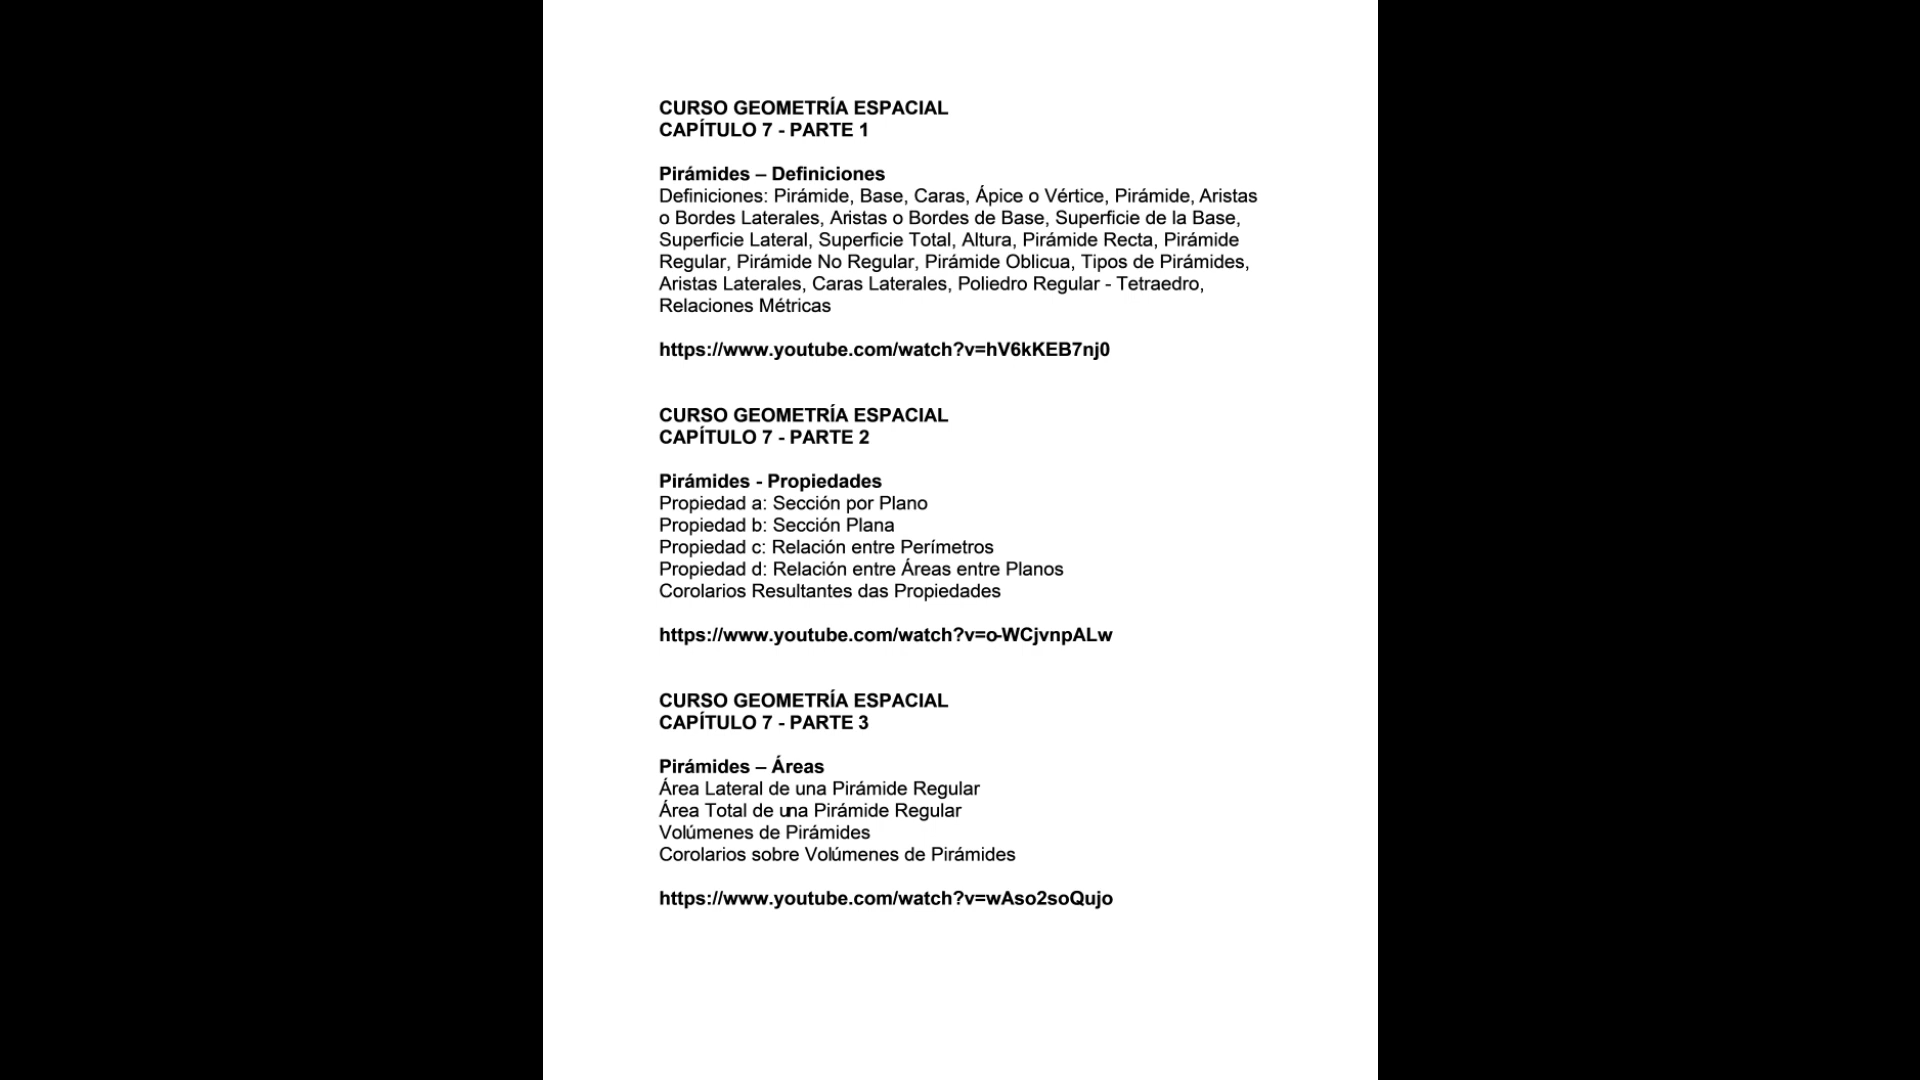 CURSO GEOMETRÍA ESPACIAL
CAPÍTULO 7 - PARTE 1
Pirámides – Definiciones
Definiciones: Pirámide, Base, Caras, Ápice o Vértice, Pirámide, Aristas
o Bordes Laterales, Aristas o Bordes de Base, Superficie de la Base,
Superficie Lateral, Superficie Total, Altura, Pirámide Recta, Pirámide
Regular, Pirámide No Regular, Pirámide Oblicua, Tipos de Pirámides,
Aristas Laterales, Caras Laterales, Poliedro Regular - Tetraedro,
Relaciones Métricas
https://www.youtube.com/watch?v=hV6kKEB7nj0
CURSO GEOMETRÍA ESPACIAL
CAPÍTULO 7 - PARTE 2
Pirámides - Propiedades
Propiedad a: Sección por Plano
Propiedad b: Sección Plana
Propiedad c: Relación entre Perímetros
Propiedad d: Relación entre Áreas entre Planos
Corolarios Resultantes das Propiedades
https://www.youtube.com/watch?v=o-WCjvnpALw
CURSO GEOMETRÍA ESPACIAL
CAPÍTULO 7 - PARTE 3
Pirámides – Áreas
Área Lateral de una Pirámide Regular
Área Total de una Pirámide Regular
Volúmenes de Pirámides
Corolarios sobre Volúmenes de Pirámides
https://www.youtube.com/watch?v=wAso2soQujo